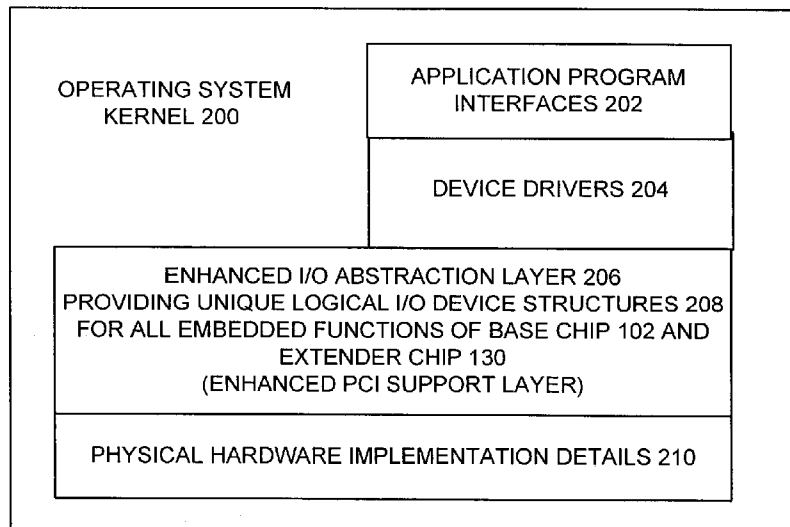 OPERATING SYSTEM
KERNEL 200
APPLICATION PROGRAM
INTERFACES 202
DEVICE DRIVERS 204
ENHANCED I/O ABSTRACTION LAYER 206
PROVIDING UNIQUE LOGICAL I/O DEVICE STRUCTURES 208
FOR ALL EMBEDDED FUNCTIONS OF BASE CHIP 102 AND
EXTENDER CHIP 130
(ENHANCED PCI SUPPORT LAYER)
PHYSICAL HARDWARE IMPLEMENTATION DETAILS 210